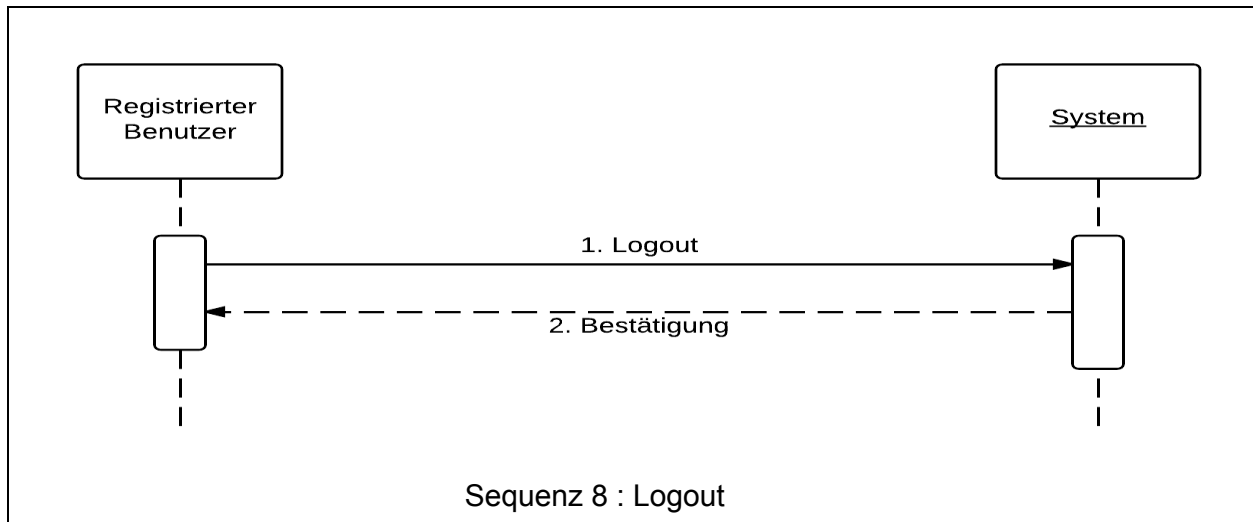 Registrierter
Benutzer
System
1. Logout
2. Bestätigung
Sequenz 8 : Logout